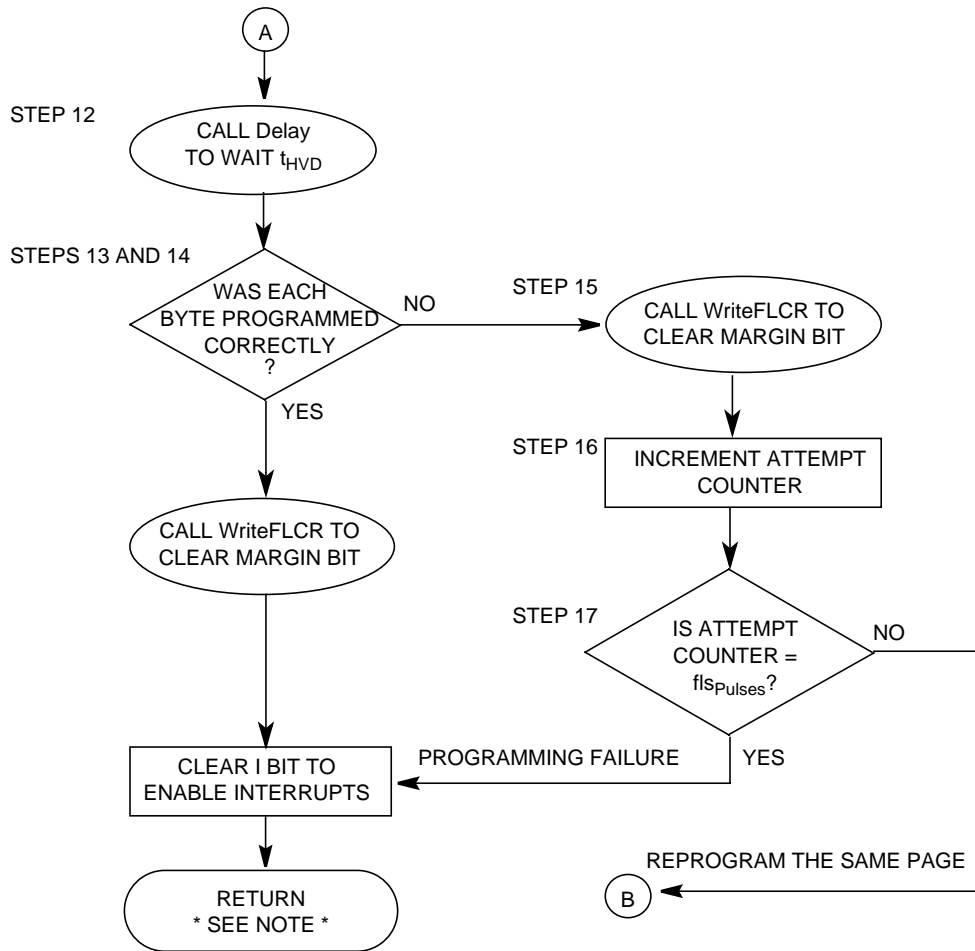 A
STEP 12
CALL Delay
TO WAIT tHVD
STEPS 13 AND 14
WAS EACH
BYTE PROGRAMMED
CORRECTLY
?
NO
YES
STEP 15
CALL WriteFLCR TO
CLEAR MARGIN BIT
STEP 16
INCREMENT ATTEMPT
COUNTER
CALL WriteFLCR TO
CLEAR MARGIN BIT
STEP 17
IS ATTEMPT
COUNTER =
flsPulses?
NO
YES
PROGRAMMING FAILURE
CLEAR I BIT TO
ENABLE INTERRUPTS
REPROGRAM THE SAME PAGE
B
RETURN
* SEE NOTE *